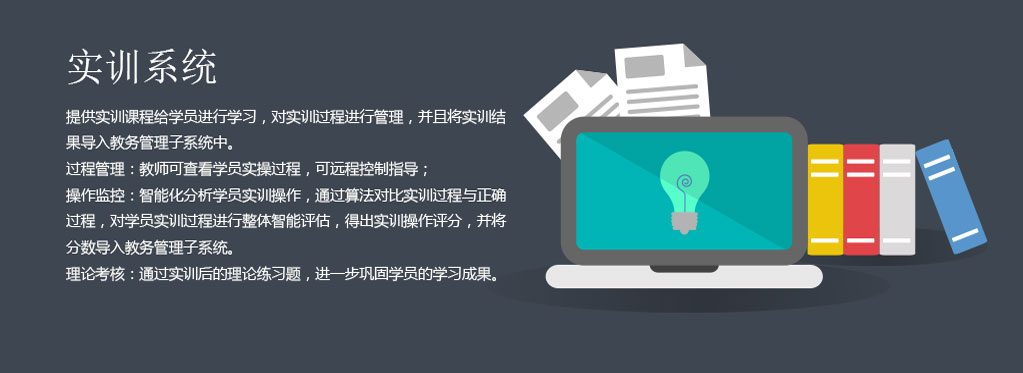 实训系统
提供实训课程给学员进行学习，对实训过程进行管理，并且将实训结
果导入教务管理子系统中。
过程管理：教师可查看学员实操过程，可远程控制指导；
操作监控：智能化分析学员实训操作，通过算法对比实训过程与正确
过程，对学员实训过程进行整体智能评估，得出实训操作评分，并将
分数导入教务管理子系统。
理论考核：通过实训后的理论练习题，进一步巩固学员的学习成果。